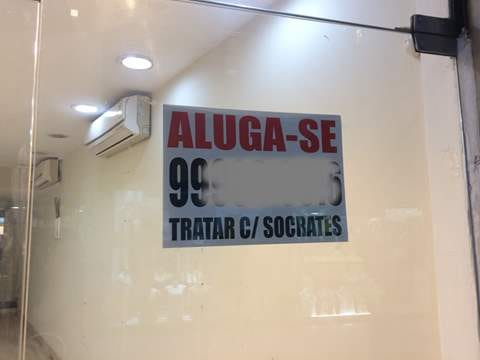 ALUGA-SE
TRATAR C/ SOCRATES